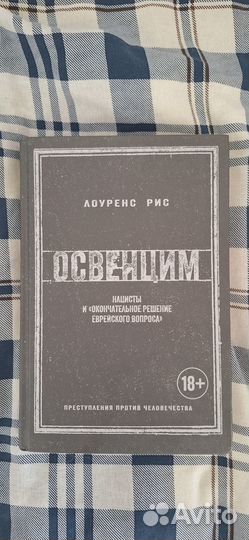 ЛОУРЕНС РИС
ОСВЕНЦИМ
НАЦИСТЫ
И «ОКОНЧАТЕЛЬНОЕ РЕШЕНИЕ
ЕВРЕЙСКОГО ВОПРОСА»
18+
ПРЕСТУПЛЕНИЯ ПРОТИВ ЧЕЛОВЕЧЕСТВА
Avito